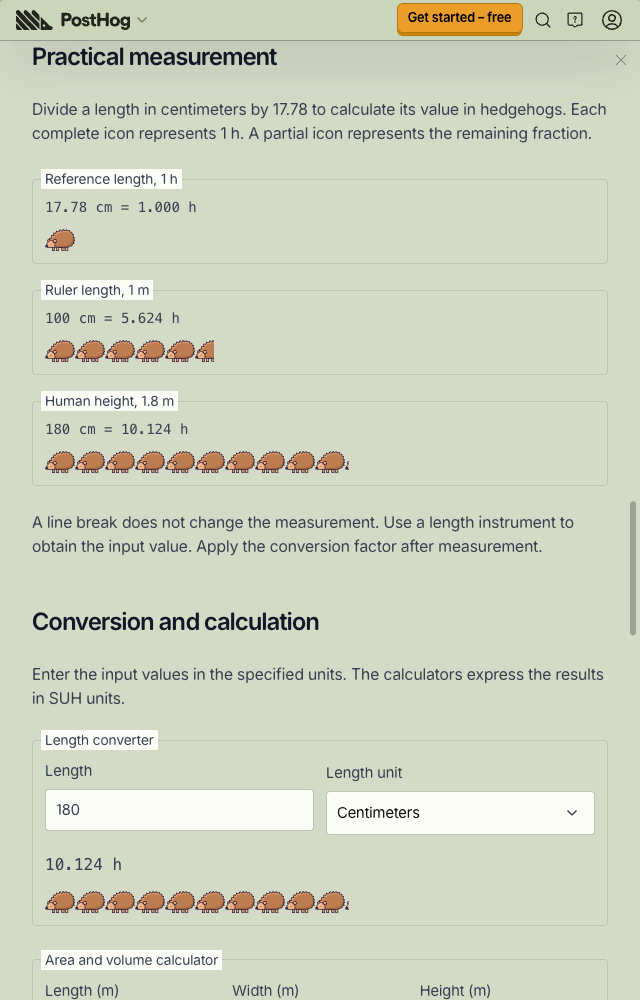 PostHog
Get started – free
Practical measurement
Divide a length in centimeters by 17.78 to calculate its value in hedgehogs. Each
complete icon represents 1 h. A partial icon represents the remaining fraction.
Reference length, 1 h
17.78 cm = 1.000 h
Ruler length, 1 m
100 cm = 5.624 h
Human height, 1.8 m
180 cm = 10.124 h
A line break does not change the measurement. Use a length instrument to
obtain the input value. Apply the conversion factor after measurement.
Conversion and calculation
Enter the input values in the specified units. The calculators express the results
in SUH units.
Length converter
Length
Length unit
180
Centimeters
10.124 h
Area and volume calculator
Length (m)
Width (m)
Height (m)